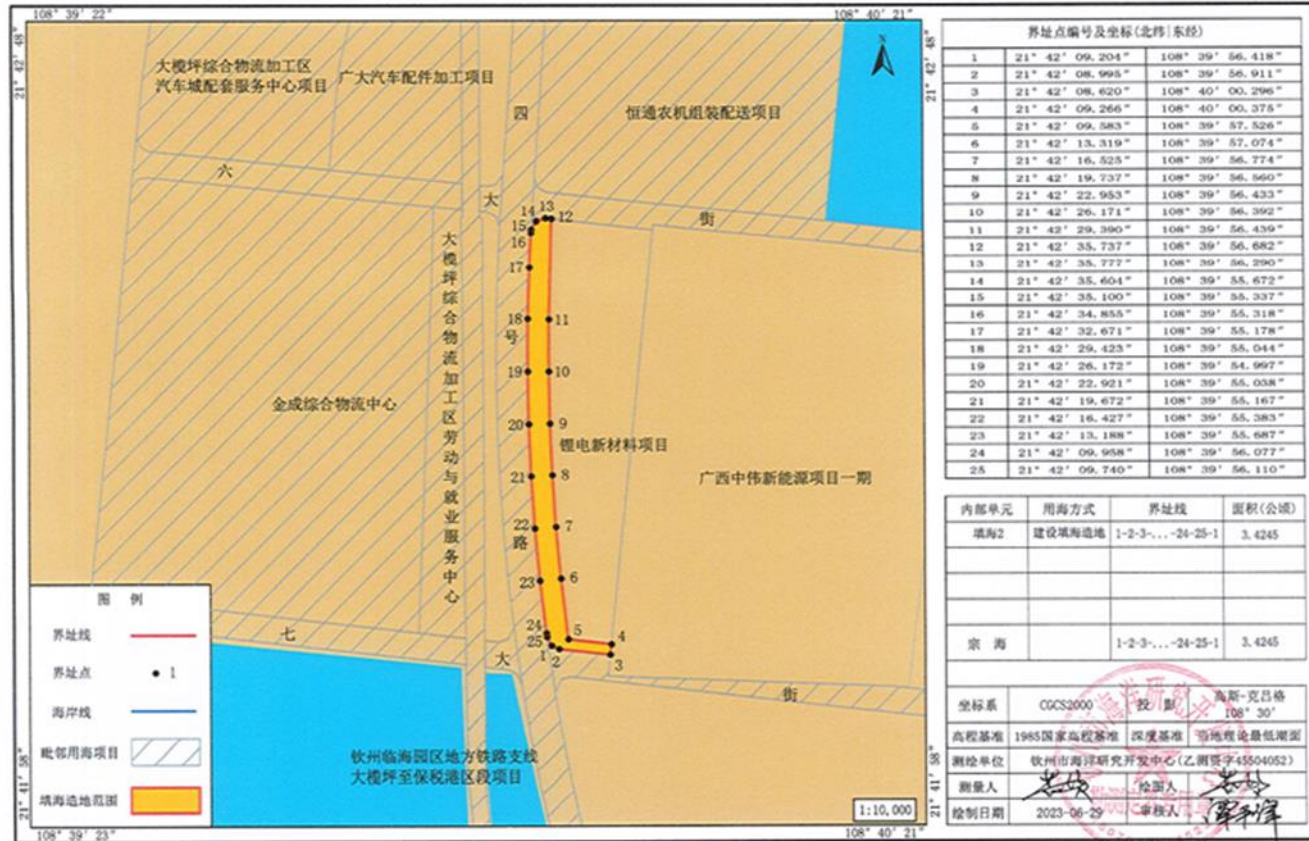 108° 39′ 22″
108° 40′ 21″
21° 42′ 48″
21° 42′ 48″
N
大榄坪综合物流加工区
汽车城配套服务中心项目
广大汽车配件加工项目
四
恒通农机组装配送项目
六
大
街
14
13
12
15
16
17
18
11
号
19
10
20
9
21
8
22
7
路
23
6
24
5
4
25
1
2
3
大榄坪综合物流加工区劳动与就业服务中心
金成综合物流中心
锂电新材料项目
广西中伟新能源项目一期
七
大
街
钦州临海园区地方铁路支线
大榄坪至保税港区段项目
图 例
界址线
界址点
1
海岸线
毗邻用海项目
填海造地范围
1:10,000
21° 41′ 58″
21° 41′ 58″
108° 39′ 23″
108° 40′ 21″
界址点编号及坐标(北纬|东经)
1 21° 42′ 09.204″ 108° 39′ 56.418″
2 21° 42′ 08.995″ 108° 39′ 56.911″
3 21° 42′ 08.620″ 108° 40′ 00.296″
4 21° 42′ 09.266″ 108° 40′ 00.375″
5 21° 42′ 09.583″ 108° 39′ 57.526″
6 21° 42′ 13.319″ 108° 39′ 57.074″
7 21° 42′ 16.525″ 108° 39′ 56.774″
8 21° 42′ 19.737″ 108° 39′ 56.560″
9 21° 42′ 22.953″ 108° 39′ 56.433″
10 21° 42′ 26.171″ 108° 39′ 56.392″
11 21° 42′ 29.390″ 108° 39′ 56.439″
12 21° 42′ 35.737″ 108° 39′ 56.682″
13 21° 42′ 35.777″ 108° 39′ 56.290″
14 21° 42′ 35.604″ 108° 39′ 55.672″
15 21° 42′ 35.100″ 108° 39′ 55.337″
16 21° 42′ 34.855″ 108° 39′ 55.318″
17 21° 42′ 32.671″ 108° 39′ 55.178″
18 21° 42′ 29.423″ 108° 39′ 55.044″
19 21° 42′ 26.172″ 108° 39′ 54.997″
20 21° 42′ 22.921″ 108° 39′ 55.038″
21 21° 42′ 19.672″ 108° 39′ 55.167″
22 21° 42′ 16.427″ 108° 39′ 55.383″
23 21° 42′ 13.188″ 108° 39′ 55.687″
24 21° 42′ 09.958″ 108° 39′ 56.077″
25 21° 42′ 09.740″ 108° 39′ 56.110″
内部单元 用海方式 界址线 面积(公顷)
填海2 建设填海造地 1-2-3-...-24-25-1 3.4245
宗 海 1-2-3-...-24-25-1 3.4245
坐标系 CGCS2000 投 影 高斯-克吕格 108° 30′
高程基准 1985国家高程基准 深度基准 当地理论最低潮面
测绘单位 钦州市海洋研究开发中心(乙测资字45504052)
测量人 绘图人
绘制日期 2023-06-29 审核人